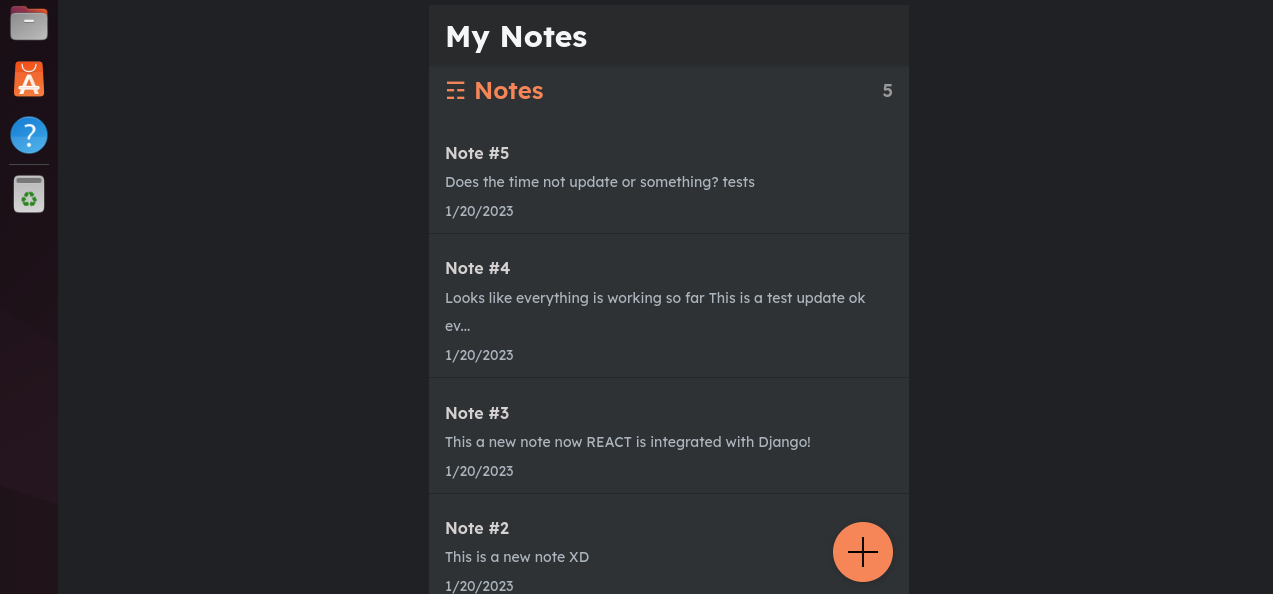 My Notes
☶ Notes 5
Note #5
Does the time not update or something? tests
1/20/2023
Note #4
Looks like everything is working so far This is a test update ok
ev...
1/20/2023
Note #3
This a new note now REACT is integrated with Django!
1/20/2023
Note #2
This is a new note XD
1/20/2023